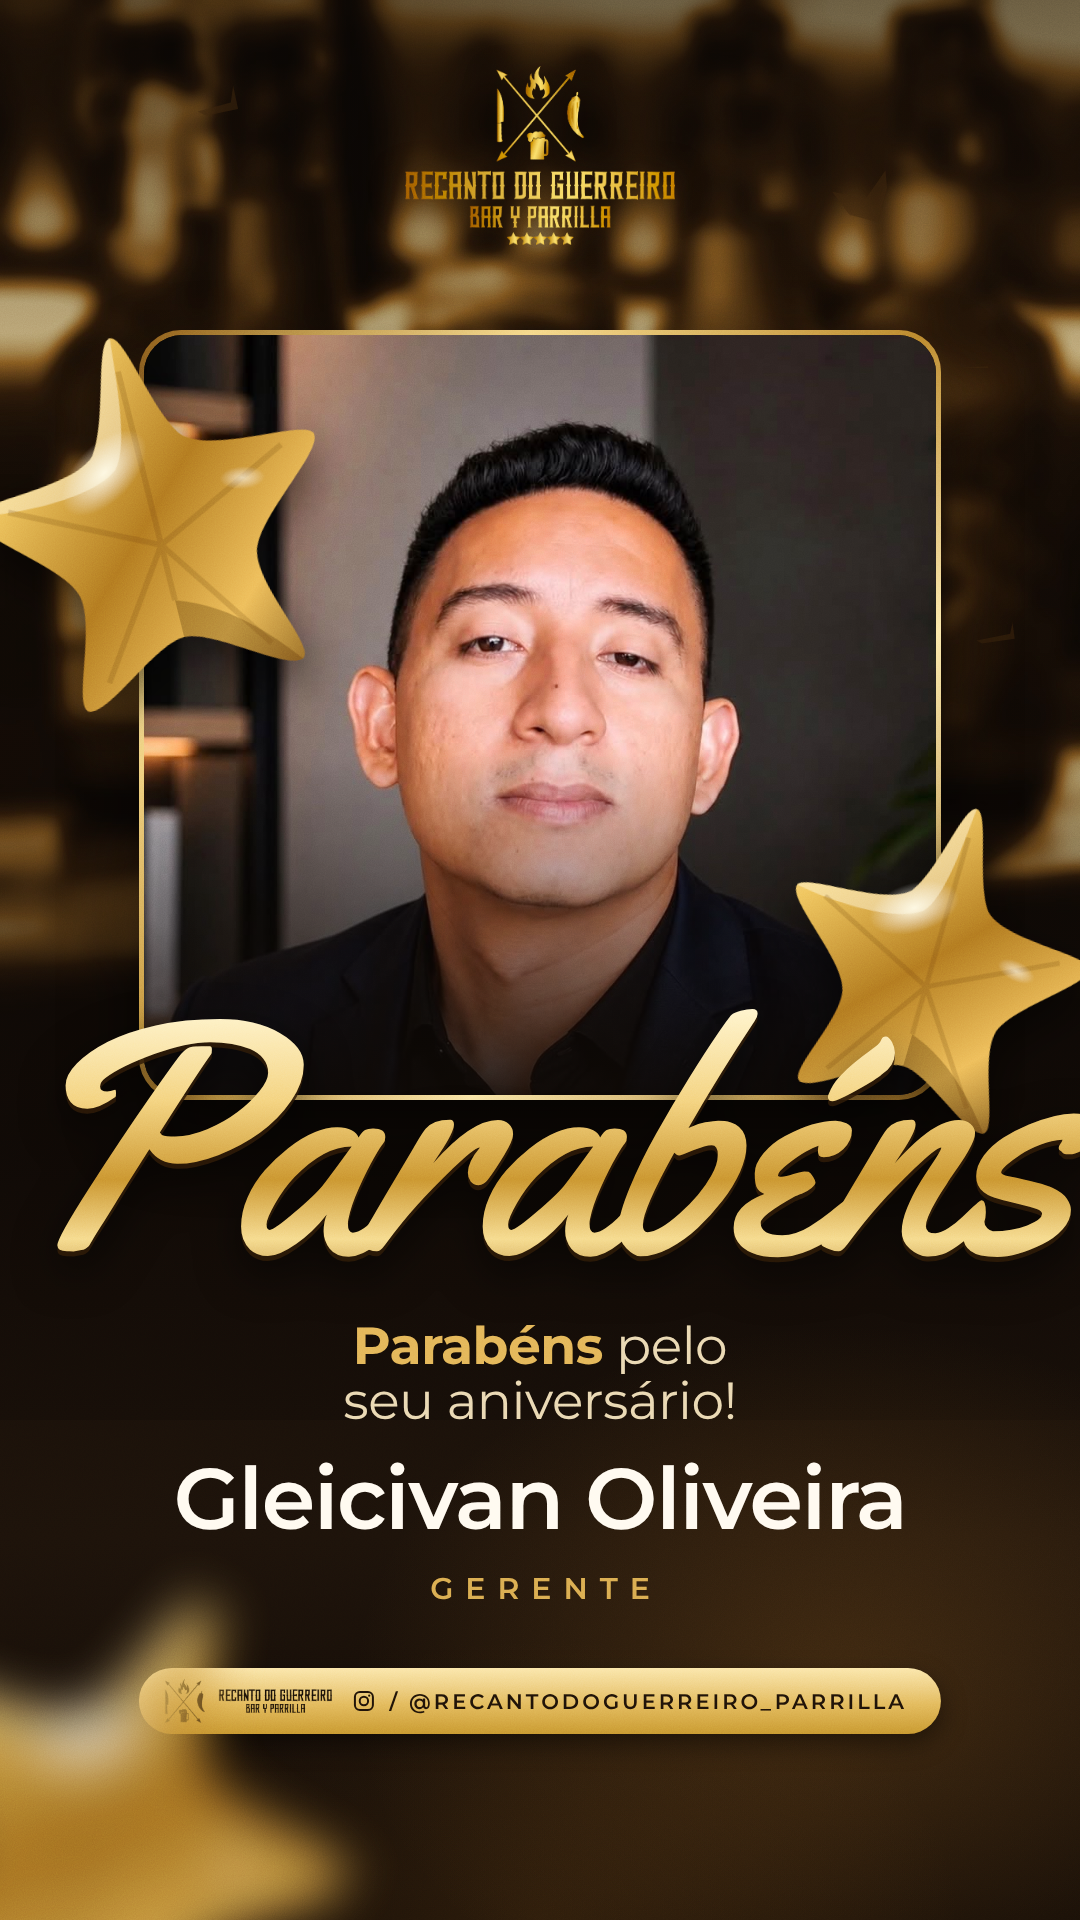 RECANTO DO GUERREIRO
BAR Y PARRILLA
Parabéns
Parabéns pelo
seu aniversário!
Gleicivan Oliveira
GERENTE
RECANTO DO GUERREIRO
BAR Y PARRILLA
/ @RECANTODOGUERREIRO_PARRILLA